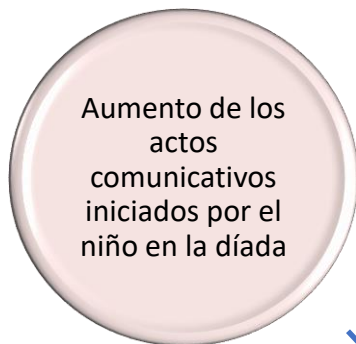 Aumento de los
actos
comunicativos
iniciados por el
niño en la díada